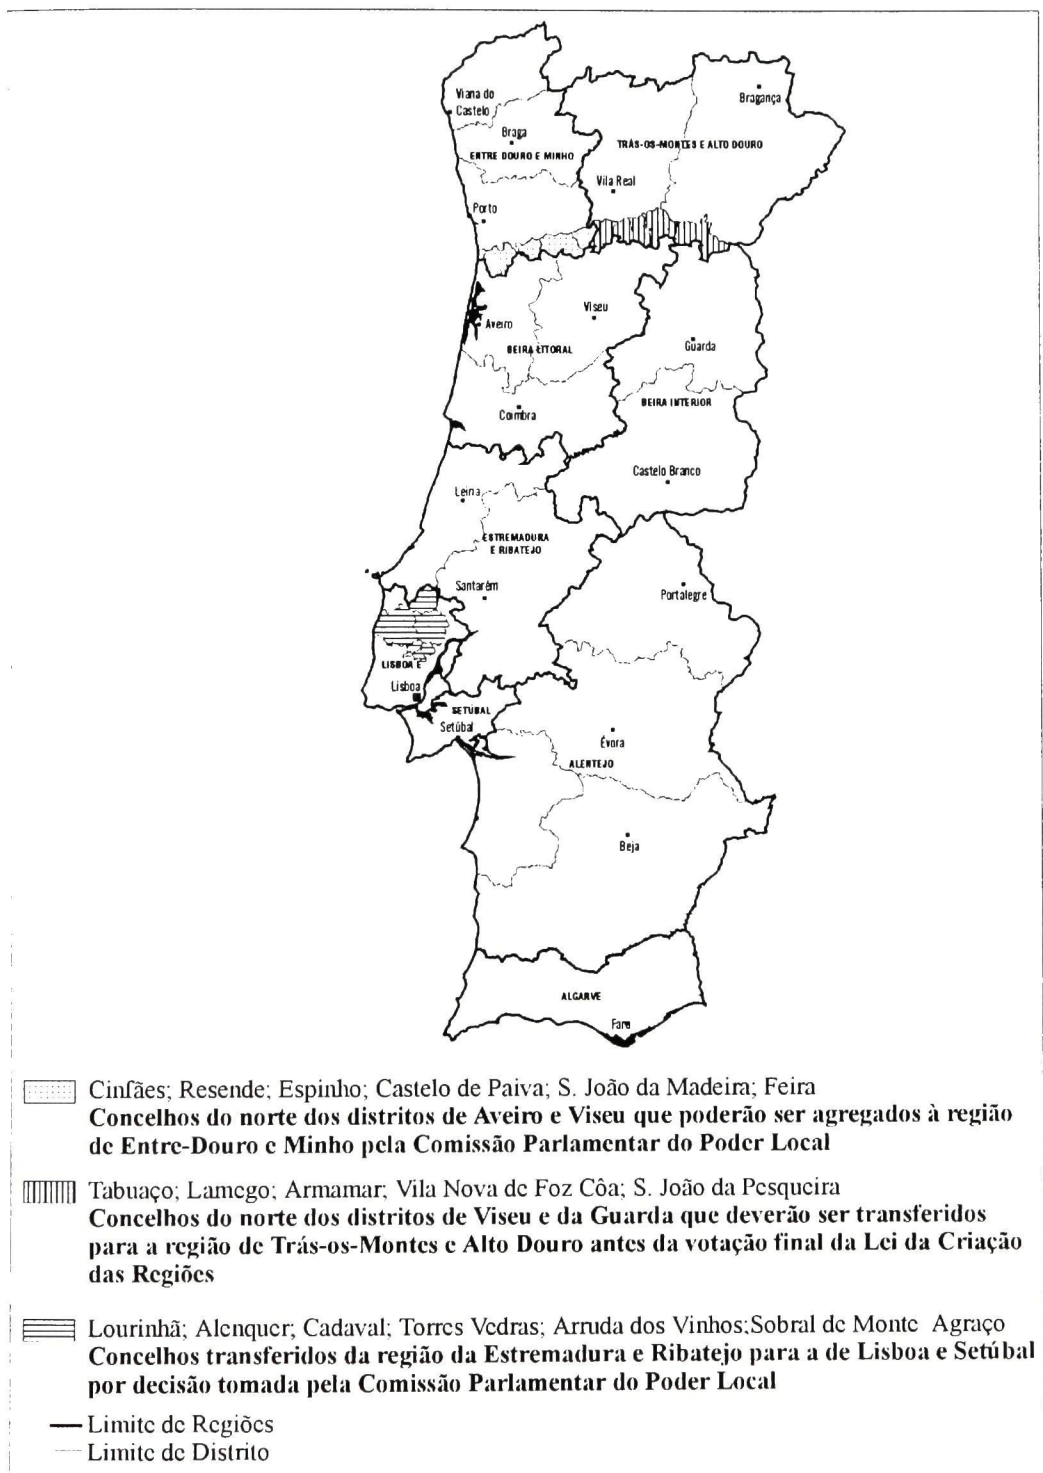 Viana do
Castelo
Bragança
Braga
ENTRE DOURO E MINHO
TRÁS-OS-MONTES E ALTO DOURO
Vila Real
Porto
Viseu
Aveiro
BEIRA LITORAL
Guarda
Coimbra
BEIRA INTERIOR
Castelo Branco
Leiria
ESTREMADURA
E RIBATEJO
Santarém
Portalegre
LISBOA E
Lisboa
SETÚBAL
Setúbal
Évora
ALENTEJO
Beja
ALGARVE
Faro
Cinfães; Resende; Espinho; Castelo de Paiva; S. João da Madeira; Feira
Concelhos do norte dos distritos de Aveiro e Viseu que poderão ser agregados à região
de Entre-Douro e Minho pela Comissão Parlamentar do Poder Local
Tabuaço; Lamego; Armamar; Vila Nova de Foz Côa; S. João da Pesqueira
Concelhos do norte dos distritos de Viseu e da Guarda que deverão ser transferidos
para a região de Trás-os-Montes e Alto Douro antes da votação final da Lei da Criação
das Regiões
Lourinhã; Alenquer; Cadaval; Torres Vedras; Arruda dos Vinhos;Sobral de Monte Agraço
Concelhos transferidos da região da Estremadura e Ribatejo para a de Lisboa e Setúbal
por decisão tomada pela Comissão Parlamentar do Poder Local
Limite de Regiões
Limite de Distrito